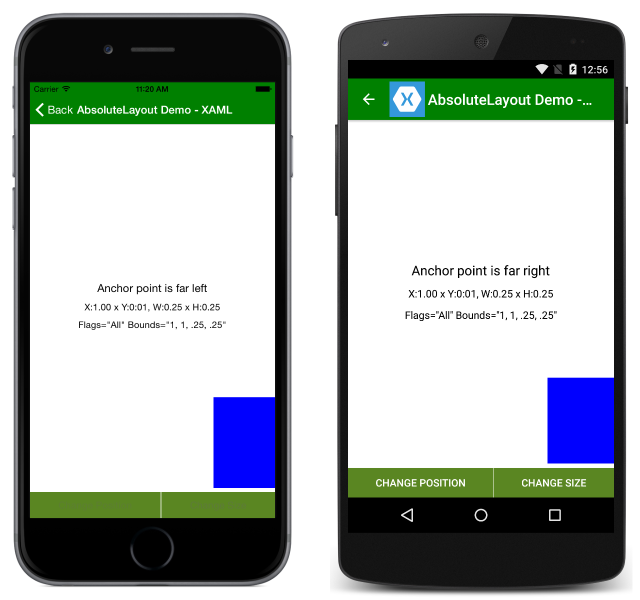 Carrier 11:20 AM
Back AbsoluteLayout Demo - XAML
Anchor point is far left
X:1.00 x Y:0:01, W:0.25 x H:0.25
Flags="All" Bounds="1, 1, .25, .25"
12:56
AbsoluteLayout Demo -...
Anchor point is far right
X:1.00 x Y:0:01, W:0.25 x H:0.25
Flags="All" Bounds="1, 1, .25, .25"
CHANGE POSITION CHANGE SIZE